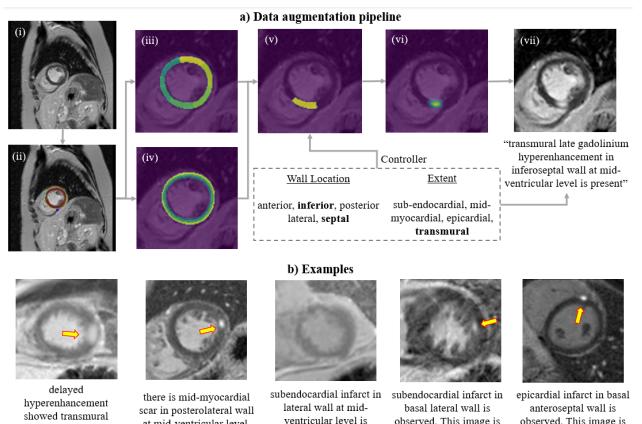 a) Data augmentation pipeline
(i)
(ii)
(iii)
(iv)
(v)
(vi)
(vii)
Controller
Wall Location
anterior, inferior, posterior
lateral, septal
Extent
sub-endocardial, mid-
myocardial, epicardial,
transmural
“transmural late gadolinium
hyperenhancement in
inferoseptal wall at mid-
ventricular level is present”
b) Examples
delayed
hyperenhancement
showed transmural
there is mid-myocardial
scar in posterolateral wall
at mid-ventricular level
subendocardial infarct in
lateral wall at mid-
ventricular level is
subendocardial infarct in
basal lateral wall is
observed. This image is
epicardial infarct in basal
anteroseptal wall is
observed. This image is